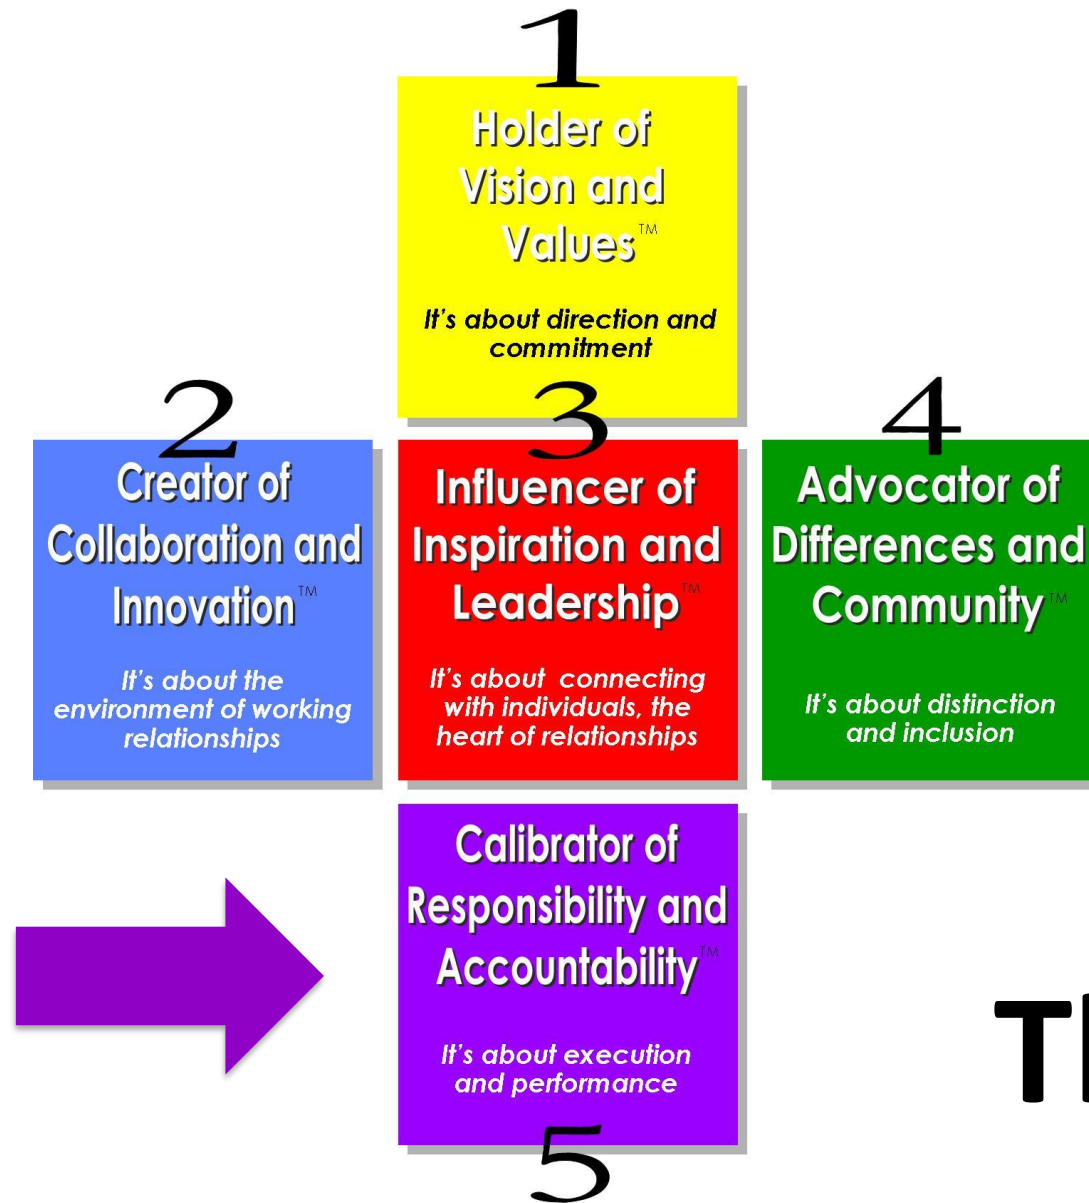 1
Holder of
Vision and
Values™
It's about direction and
commitment
2
Creator of
Collaboration and
Innovation™
It's about the
environment of working
relationships
3
Influencer of
Inspiration and
Leadership™
It's about connecting
with individuals, the
heart of relationships
4
Advocator of
Differences and
Community™
It's about distinction
and inclusion
Calibrator of
Responsibility and
Accountability™
It's about execution
and performance
5